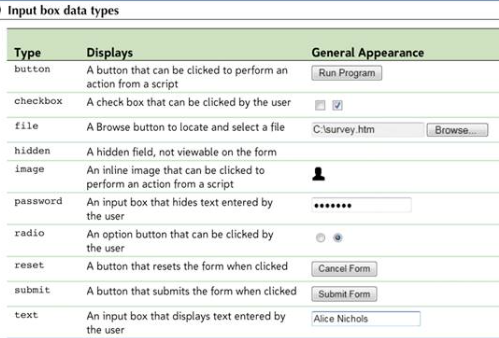 Input box data types
Type Displays General Appearance
button A button that can be clicked to perform an Run Program
action from a script
checkbox A check box that can be clicked by the user
file A Browse button to locate and select a file C:\survey.htm Browse...
hidden A hidden field, not viewable on the form
image An inline image that can be clicked to
perform an action from a script
password An input box that hides text entered by •••••••
the user
radio An option button that can be clicked by
the user
reset A button that resets the form when clicked Cancel Form
submit A button that submits the form when clicked Submit Form
text An input box that displays text entered by Alice Nichols
the user